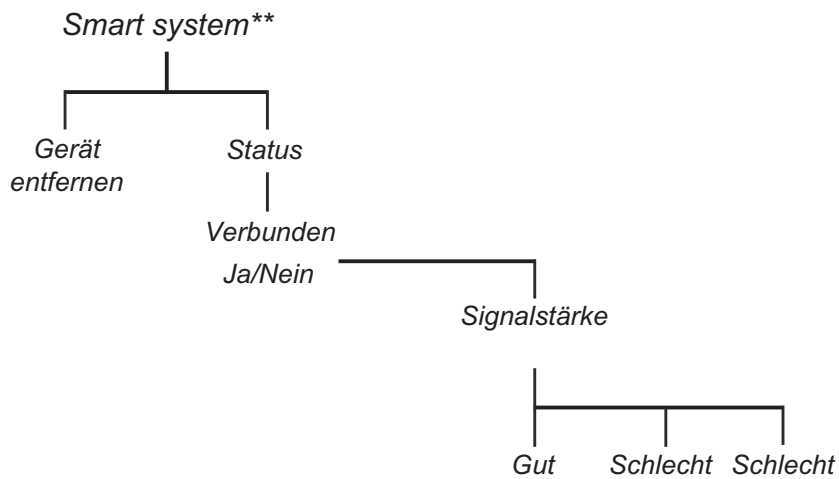 Smart system**
Gerät
entfernen
Status
Verbunden
Ja/Nein
Signalstärke
Gut Schlecht Schlecht